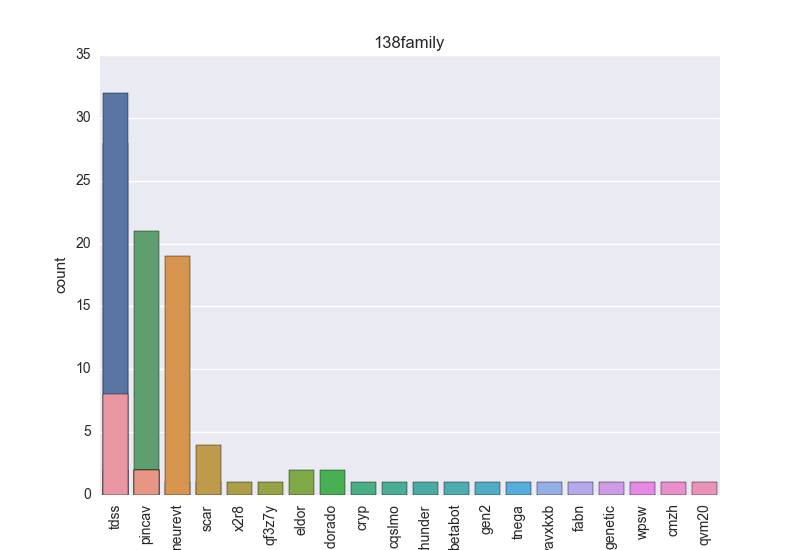 138family
35
30
25
20
15
10
5
0
count
tdss
pincav
neurevt
scar
x2r8
qf3z7y
eldor
dorado
cryp
cqslmo
hunder
betabot
gen2
tnega
fabn
genetic
wpsw
cmzh
qvm20